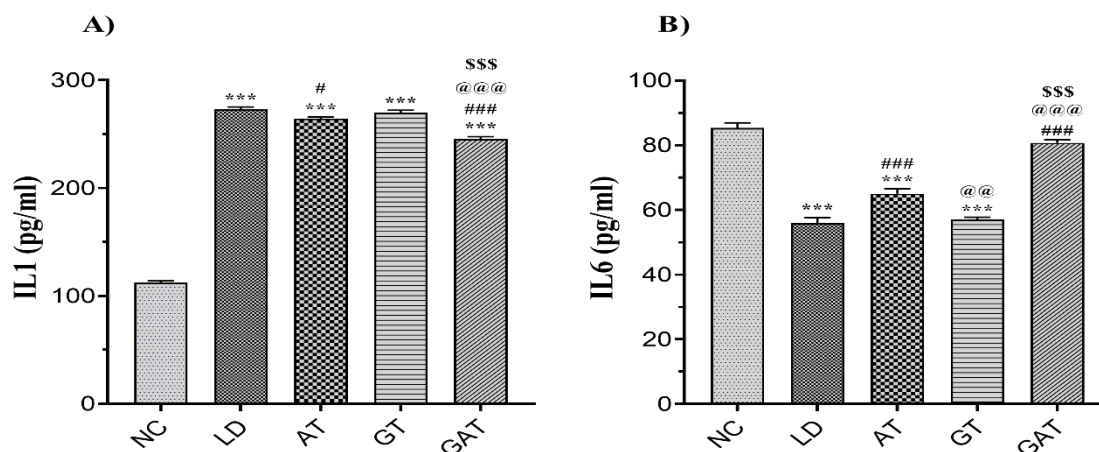 A)
IL1 (pg/ml)
300
200
100
0
***
#
***
***
$$$
@@@
###
***
NC
LD
AT
GT
GAT
B)
IL6 (pg/ml)
100
80
60
40
20
0
***
###
***
@@
***
$$$
@@@
###
NC
LD
AT
GT
GAT